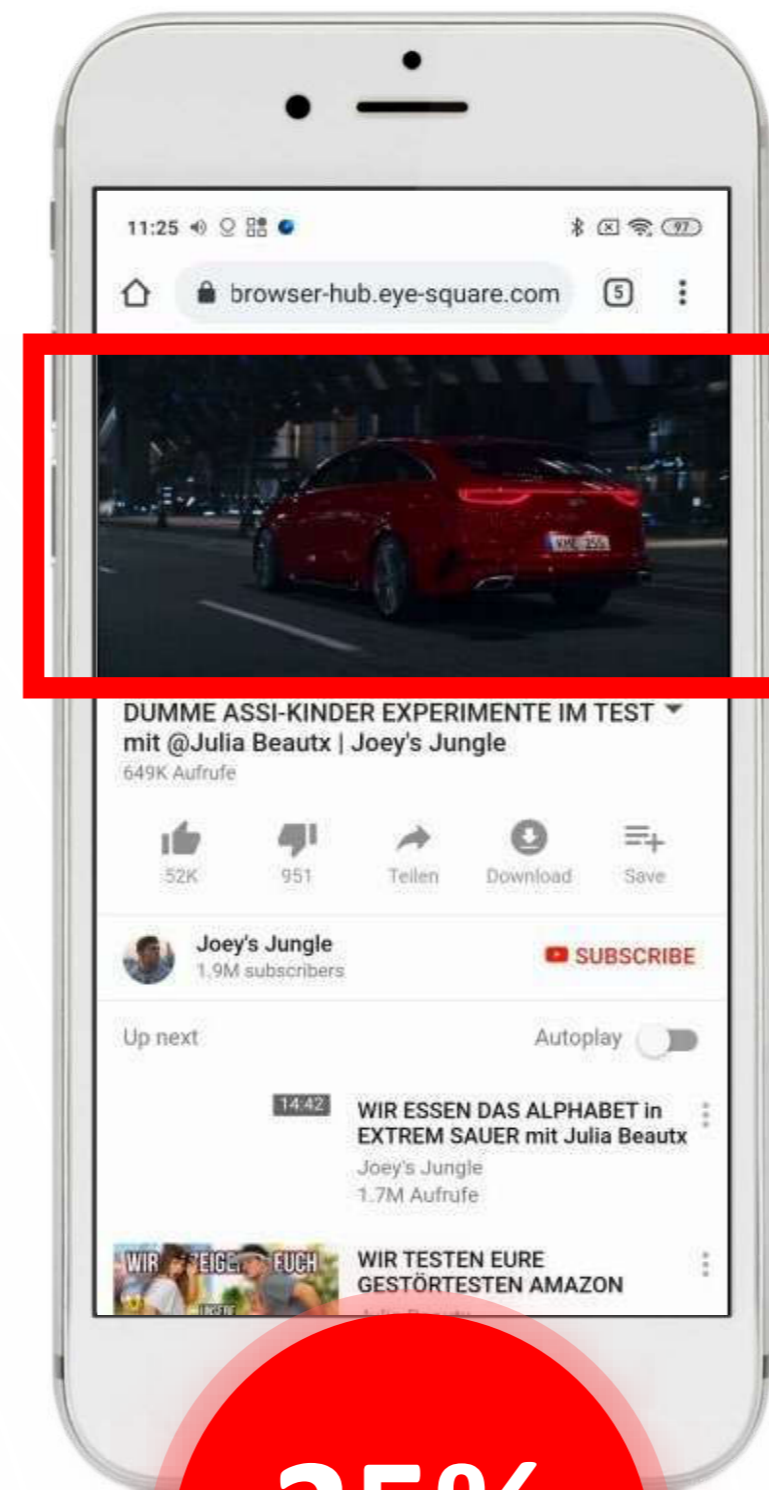 11:25
97
browser-hub.eye-square.com
5
DUMME ASSI-KINDER EXPERIMENTE IM TEST
mit @Julia Beautx | Joey's Jungle
649K Aufrufe
52K
951
Teilen
Download
Save
Joey's Jungle
1.9M subscribers
SUBSCRIBE
Up next
Autoplay
14:42
WIR ESSEN DAS ALPHABET in
EXTREM SAUER mit Julia Beautx
Joey's Jungle
1.7M Aufrufe
WIR ZEIGEN EUCH
UNSERE
WIR TESTEN EURE
GESTÖRTESTEN AMAZON